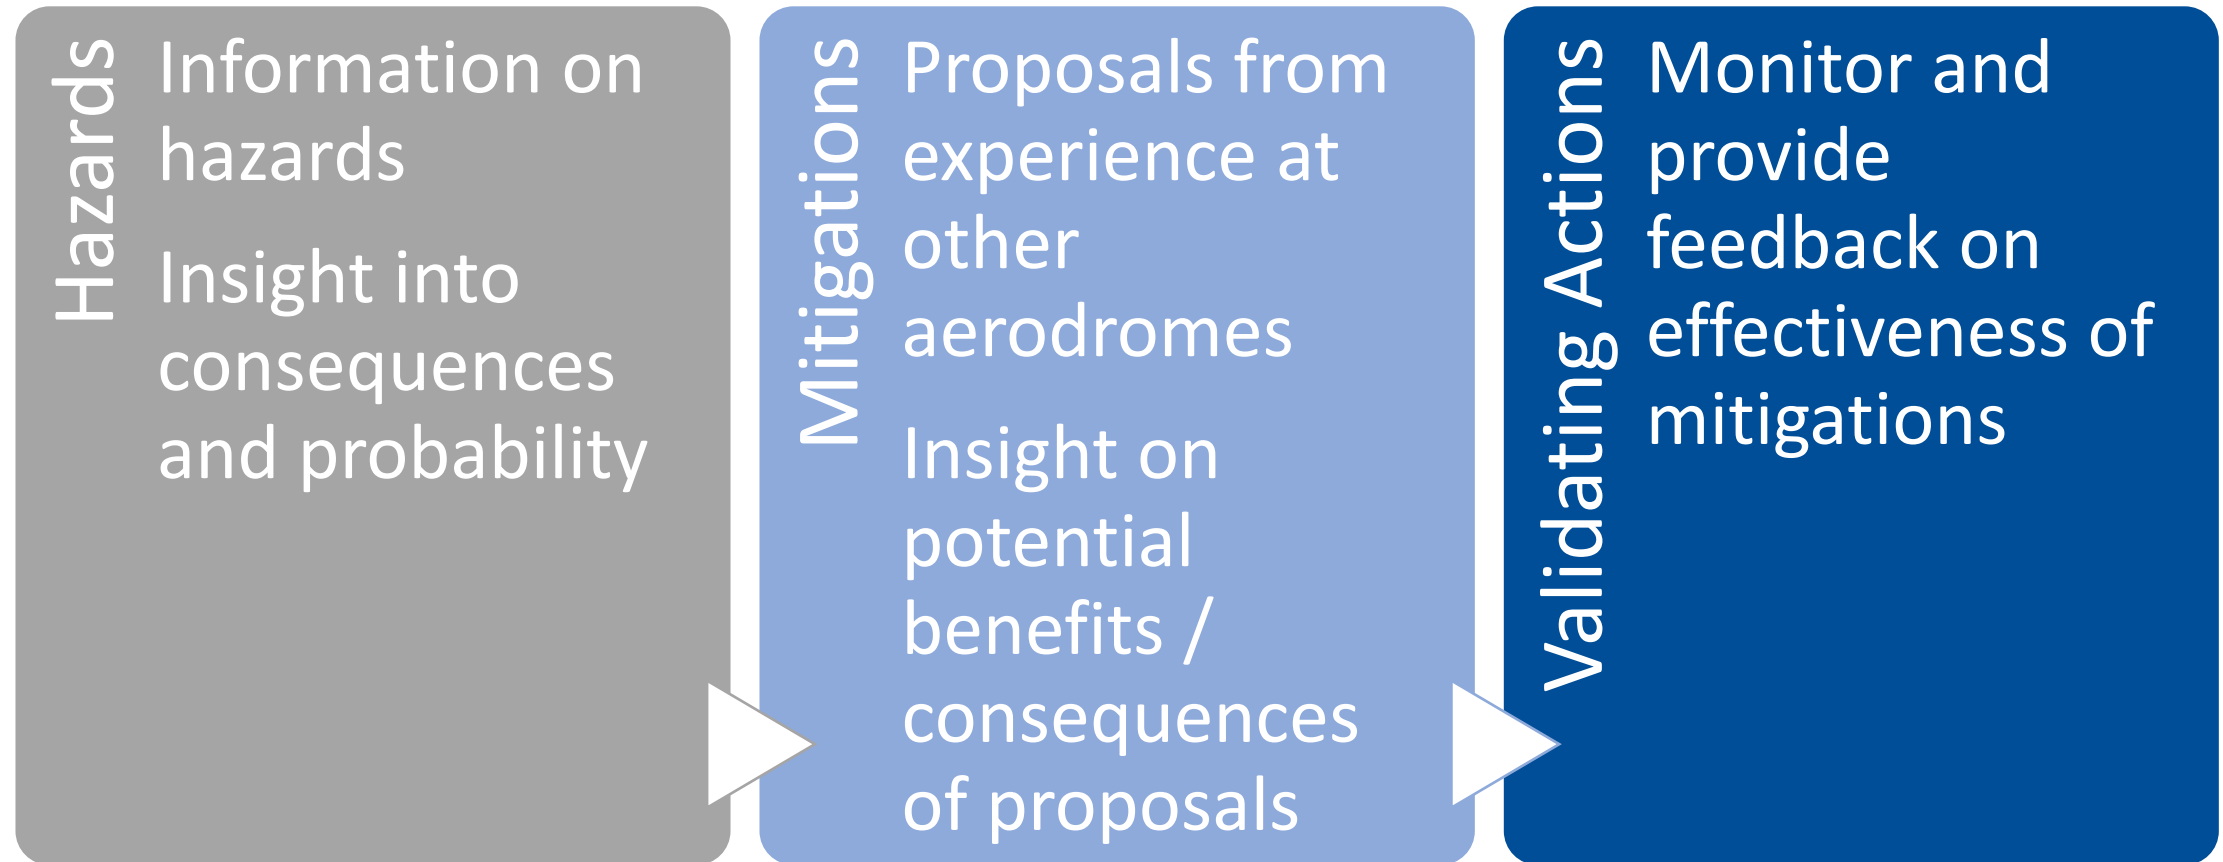 Hazards
Information on
hazards
Insight into
consequences
and probability
Mitigations
Proposals from
experience at
other
aerodromes
Insight on
potential
benefits /
consequences
of proposals
Validating Actions
Monitor and
provide
feedback on
effectiveness of
mitigations